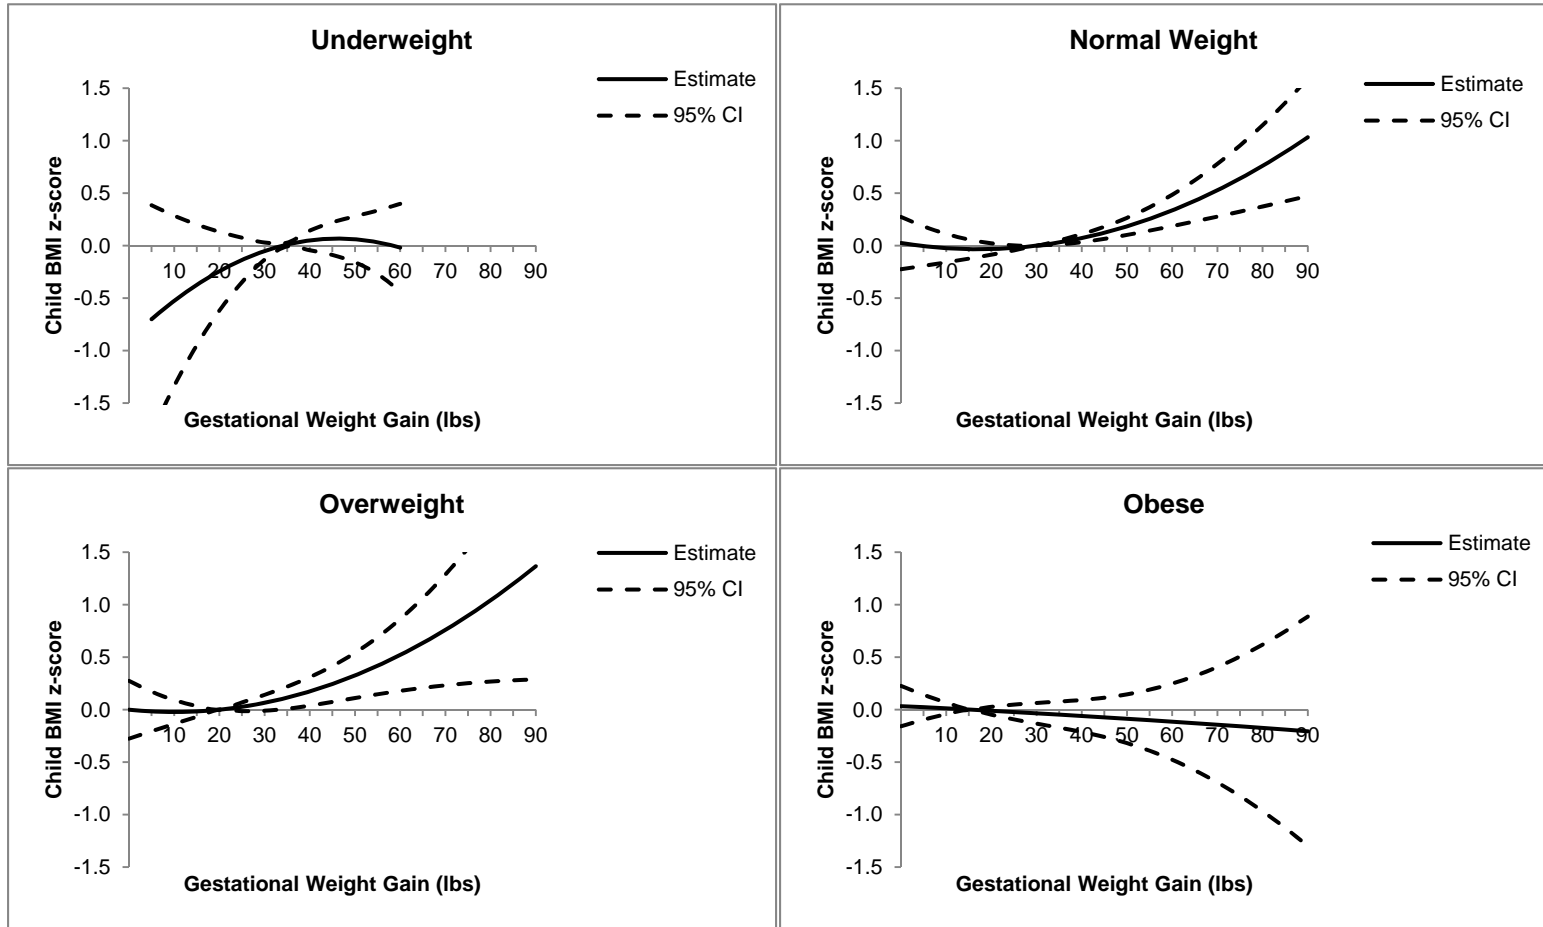 Underweight
Estimate
95% CI
1.5
1.0
0.5
0.0
-0.5
-1.0
-1.5
10 20 30 40 50 60 70 80 90
Child BMI z-score
Gestational Weight Gain (lbs)
Normal Weight
Estimate
95% CI
1.5
1.0
0.5
0.0
-0.5
-1.0
-1.5
10 20 30 40 50 60 70 80 90
Child BMI z-score
Gestational Weight Gain (lbs)
Overweight
Estimate
95% CI
1.5
1.0
0.5
0.0
-0.5
-1.0
-1.5
10 20 30 40 50 60 70 80 90
Child BMI z-score
Gestational Weight Gain (lbs)
Obese
Estimate
95% CI
1.5
1.0
0.5
0.0
-0.5
-1.0
-1.5
10 20 30 40 50 60 70 80 90
Child BMI z-score
Gestational Weight Gain (lbs)